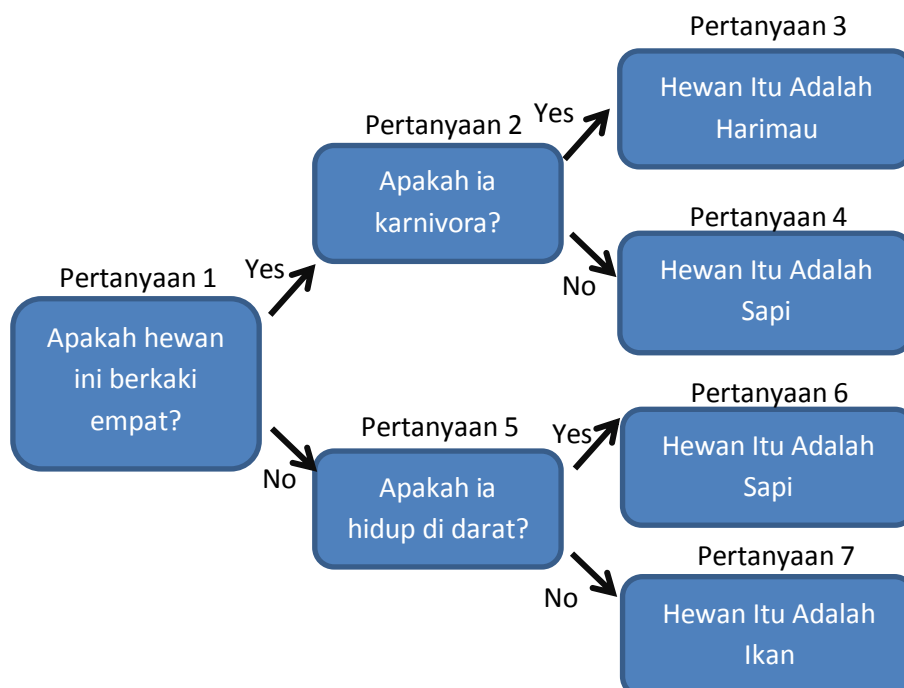 Pertanyaan 3
Hewan Itu Adalah
Harimau
Yes
Pertanyaan 2
Apakah ia
karnivora?
Pertanyaan 4
No
Hewan Itu Adalah
Sapi
Yes
Pertanyaan 1
Apakah hewan
ini berkaki
empat?
No
Pertanyaan 5
Apakah ia
hidup di darat?
Yes
Pertanyaan 6
Hewan Itu Adalah
Sapi
No
Pertanyaan 7
Hewan Itu Adalah
Ikan